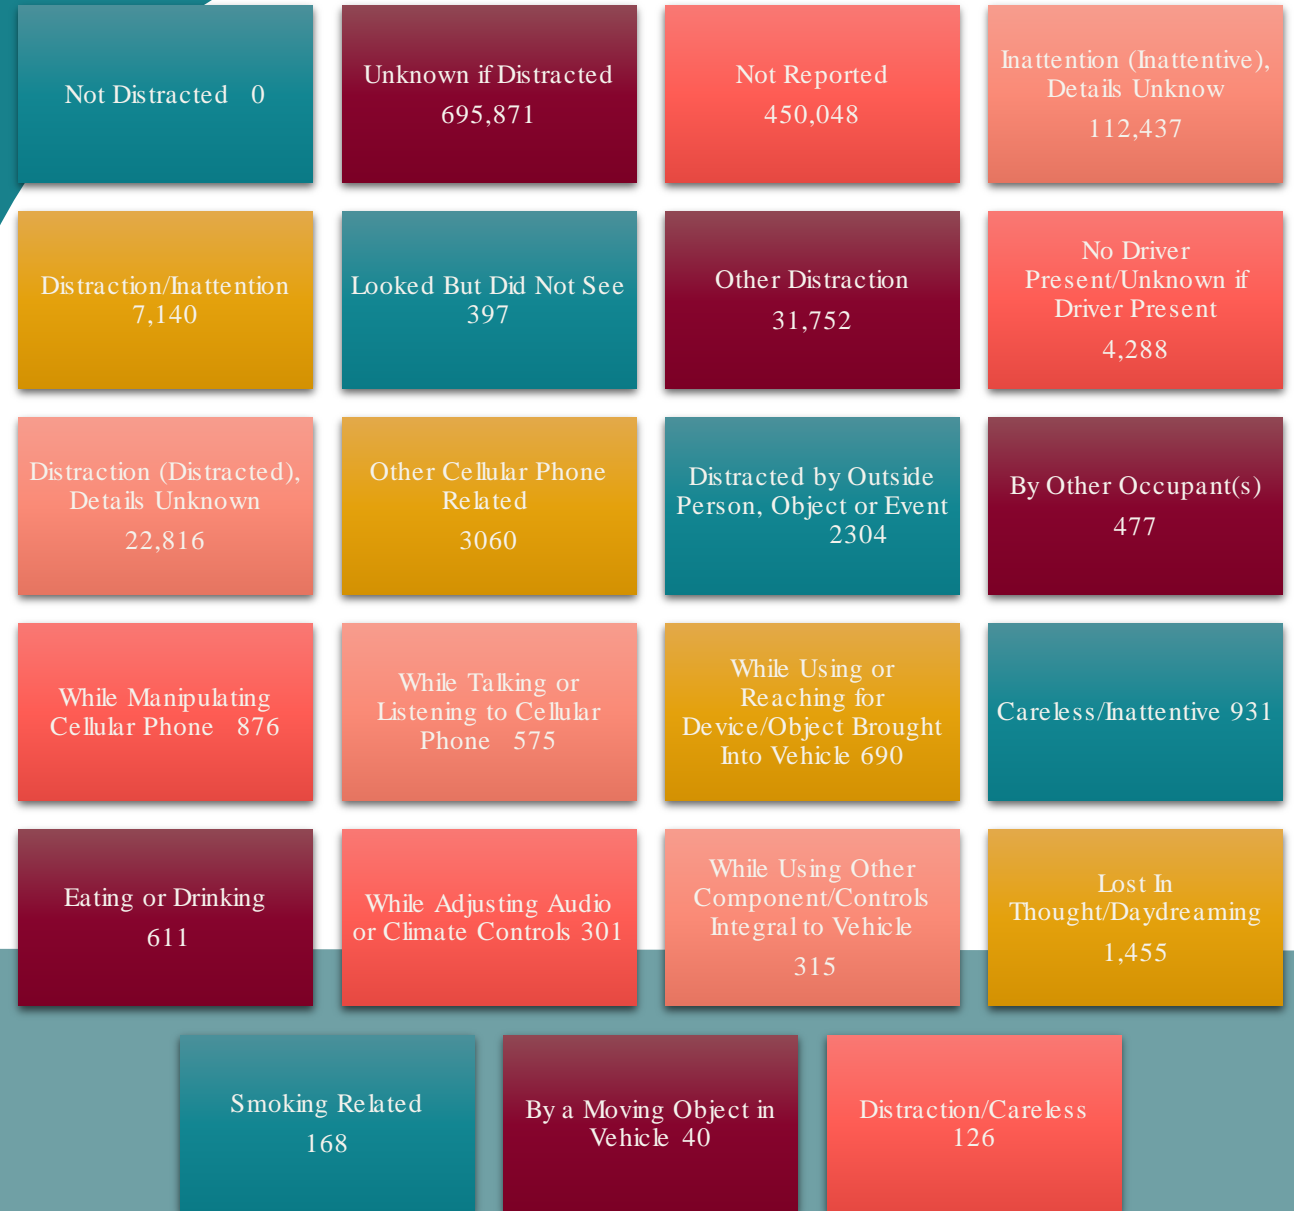 Not Distracted 0
Unknown if Distracted
695,871
Not Reported
450,048
Inattention (Inattentive),
Details Unknow
112,437
Distraction/Inattention
7,140
Looked But Did Not See
397
Other Distraction
31,752
No Driver
Present/Unknown if
Driver Present
4,288
Distraction (Distracted),
Details Unknown
22,816
Other Cellular Phone
Related
3060
Distracted by Outside
Person, Object or Event
2304
By Other Occupant(s)
477
While Manipulating
Cellular Phone 876
While Talking or
Listening to Cellular
Phone 575
While Using or
Reaching for
Device/Object Brought
Into Vehicle 690
Careless/Inattentive 931
Eating or Drinking
611
While Adjusting Audio
or Climate Controls 301
While Using Other
Component/Controls
Integral to Vehicle
315
Lost In
Thought/Daydreaming
1,455
Smoking Related
168
By a Moving Object in
Vehicle 40
Distraction/Careless
126